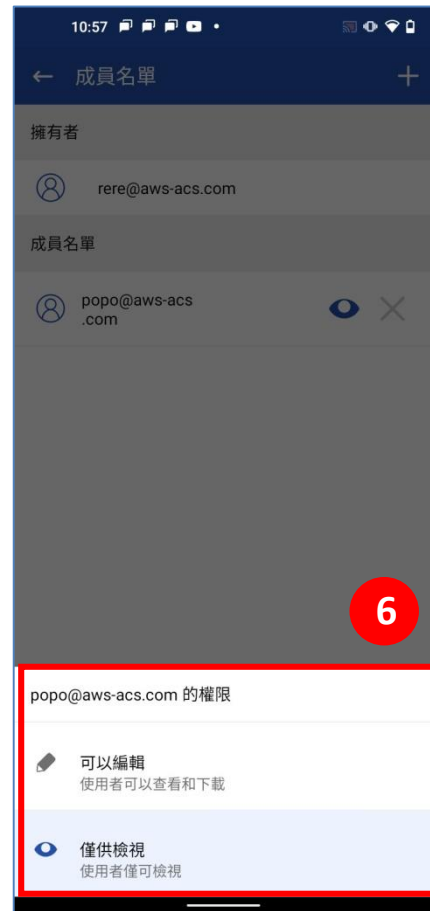 10:57
成員名單
擁有者
rere@aws-acs.com
成員名單
popo@aws-acs
.com
6
popo@aws-acs.com 的權限
可以編輯
使用者可以查看和下載
僅供檢視
使用者僅可檢視